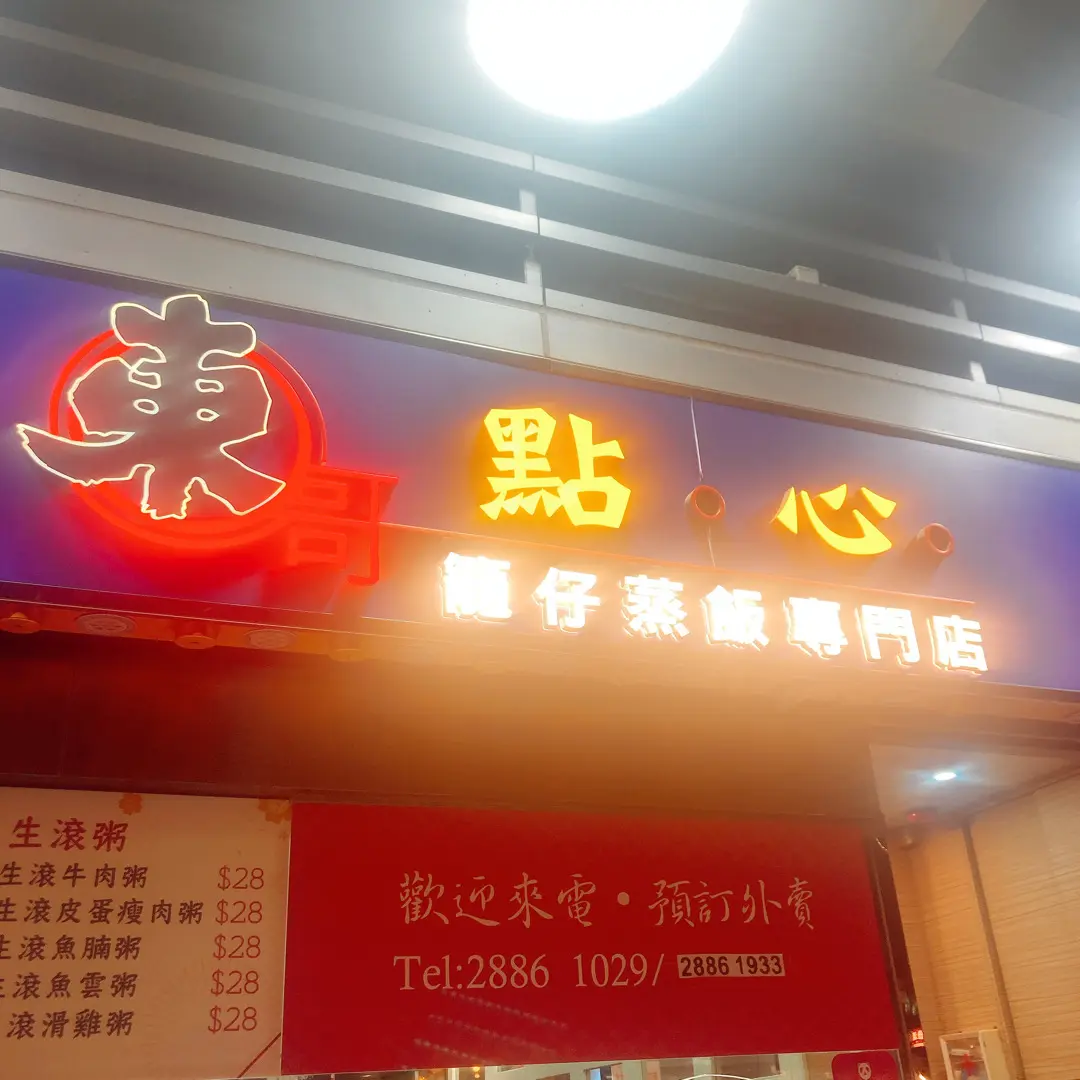 東哥 點心
籠仔蒸飯專門店
生滾粥
生滾牛肉粥 $28
生滾皮蛋瘦肉粥 $28
生滾魚腩粥 $28
生滾魚雲粥 $28
滾滑雞粥 $28
歡迎來電・預訂外賣
Tel:2886 1029/ 2886 1933